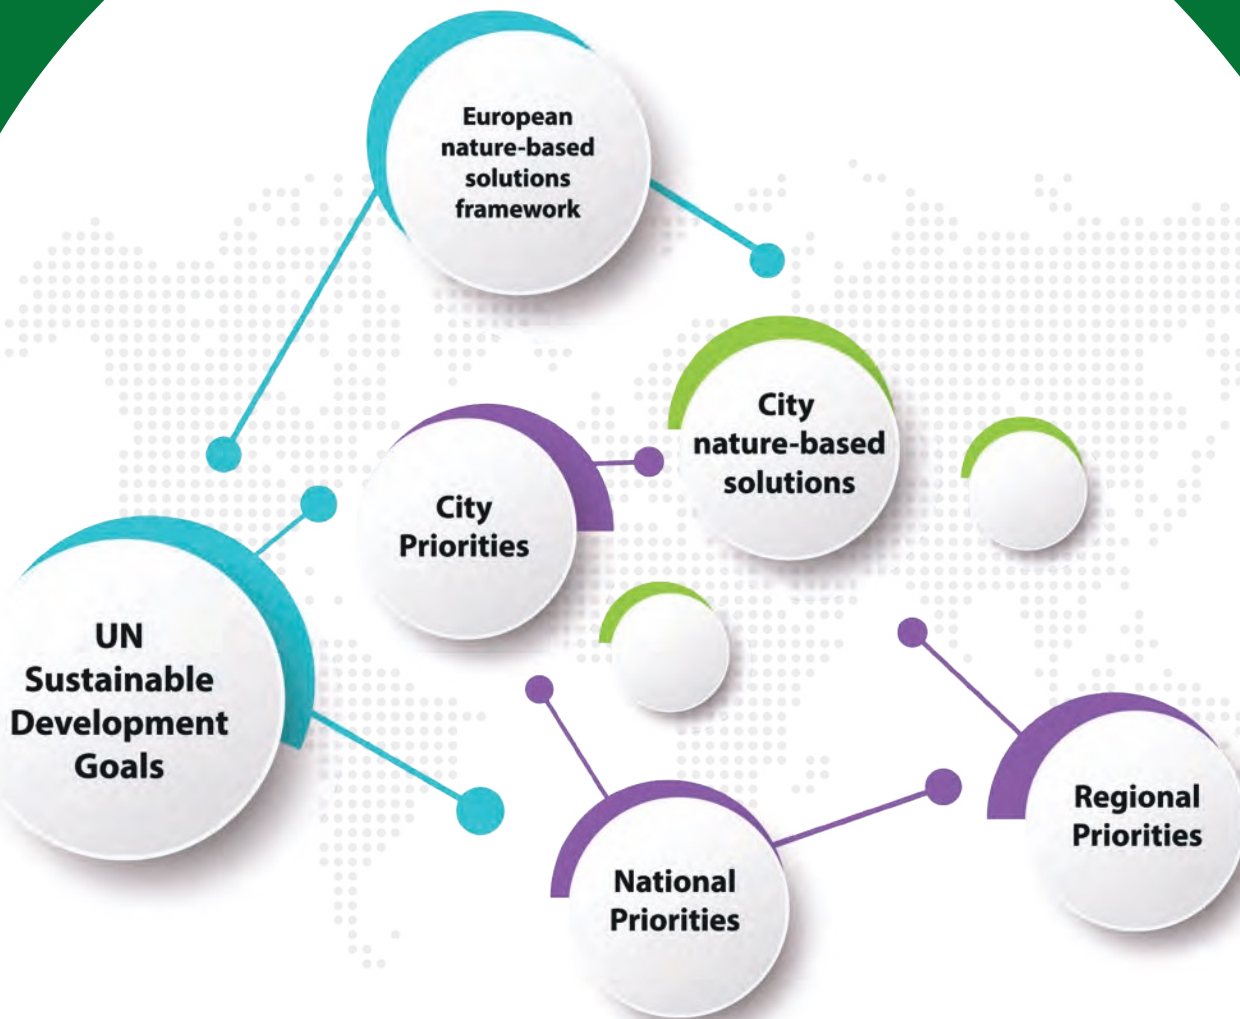 European
nature-based
solutions
framework
City
nature-based
solutions
City
Priorities
UN
Sustainable
Development
Goals
Regional
Priorities
National
Priorities